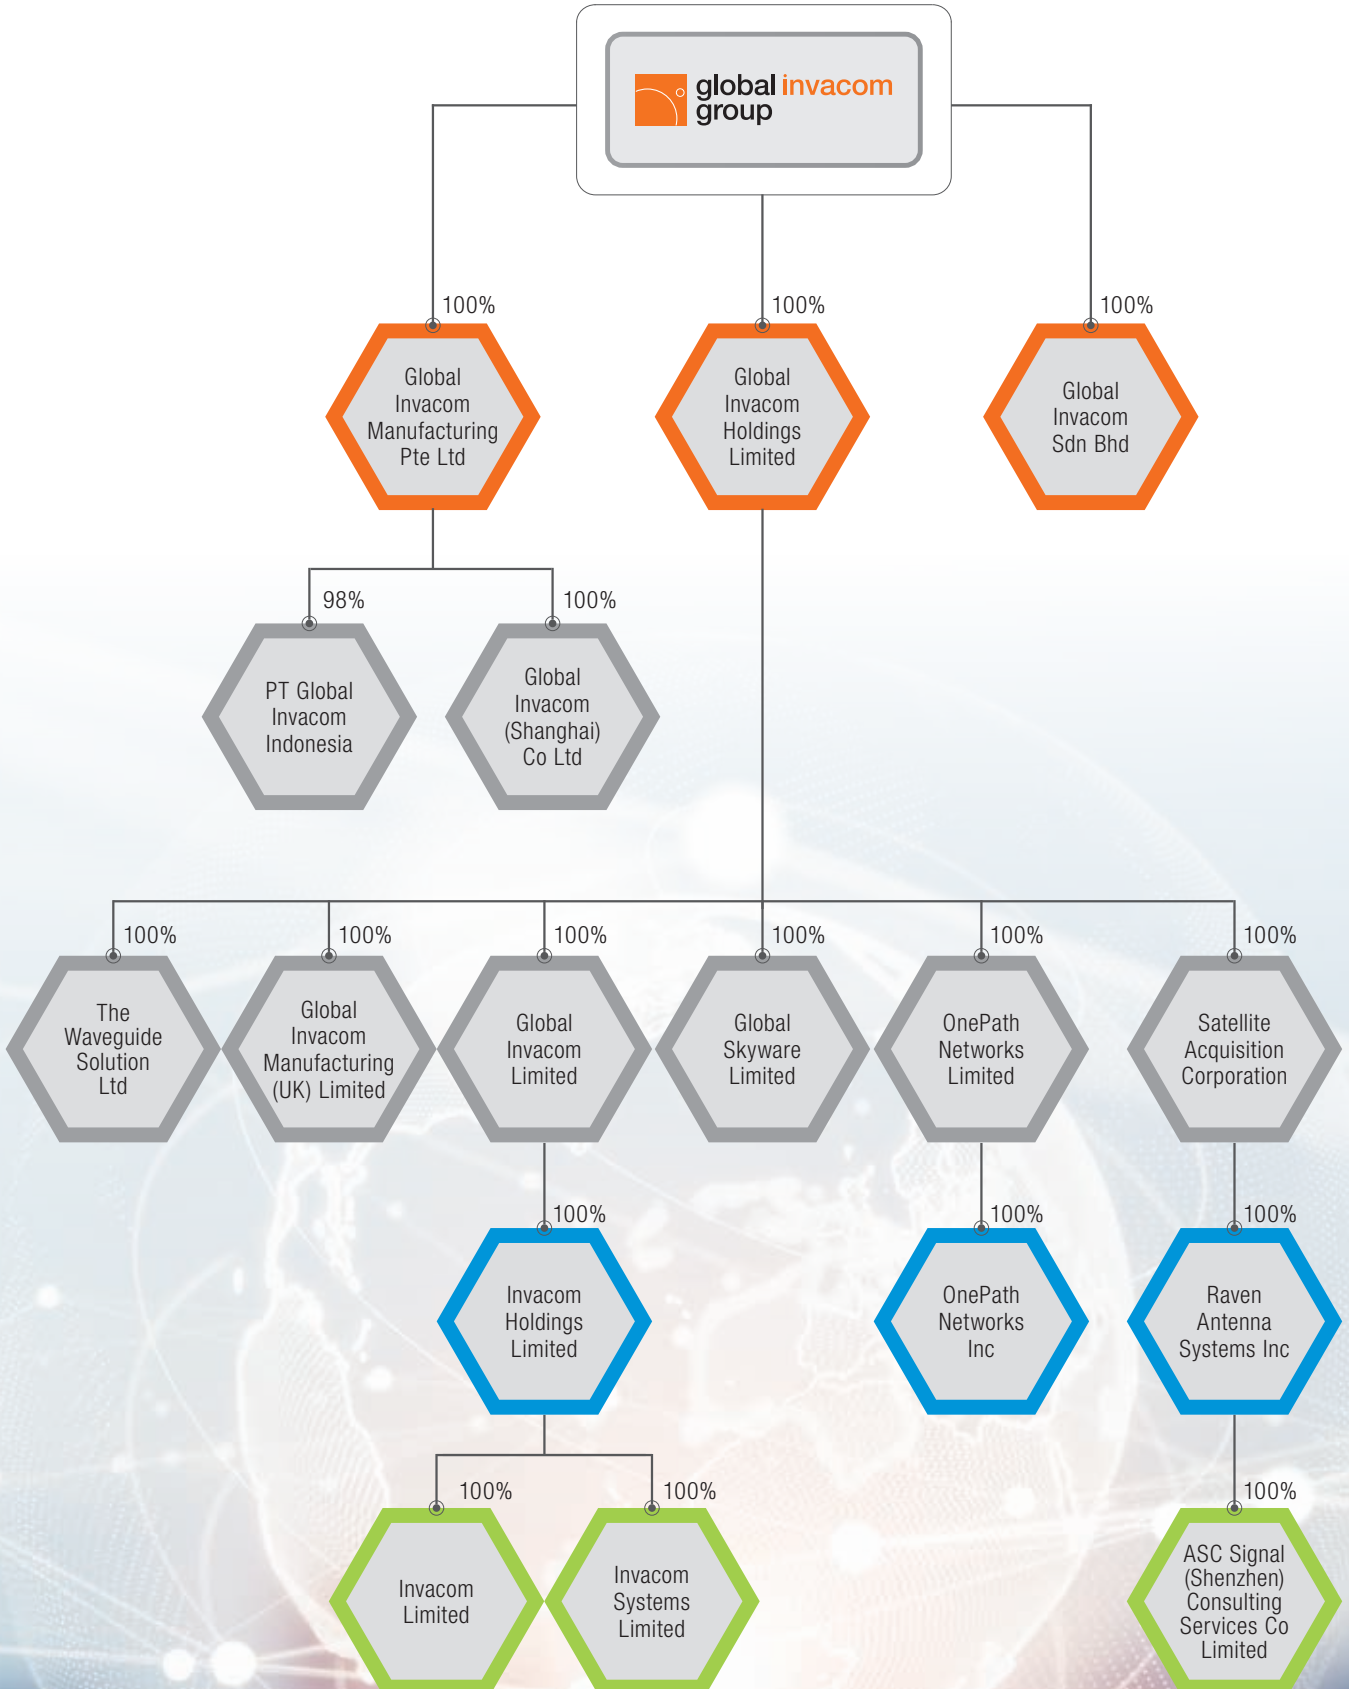 global invacom
group
100%
100%
100%
Global
Invacom
Manufacturing
Pte Ltd
Global
Invacom
Holdings
Limited
Global
Invacom
Sdn Bhd
98%
100%
PT Global
Invacom
Indonesia
Global
Invacom
(Shanghai)
Co Ltd
100%
100%
100%
100%
100%
100%
The
Waveguide
Solution
Ltd
Global
Invacom
Manufacturing
(UK) Limited
Global
Invacom
Limited
Global
Skyware
Limited
OnePath
Networks
Limited
Satellite
Acquisition
Corporation
100%
100%
100%
Invacom
Holdings
Limited
OnePath
Networks
Inc
Raven
Antenna
Systems Inc
100%
100%
100%
Invacom
Limited
Invacom
Systems
Limited
ASC Signal
(Shenzhen)
Consulting
Services Co
Limited